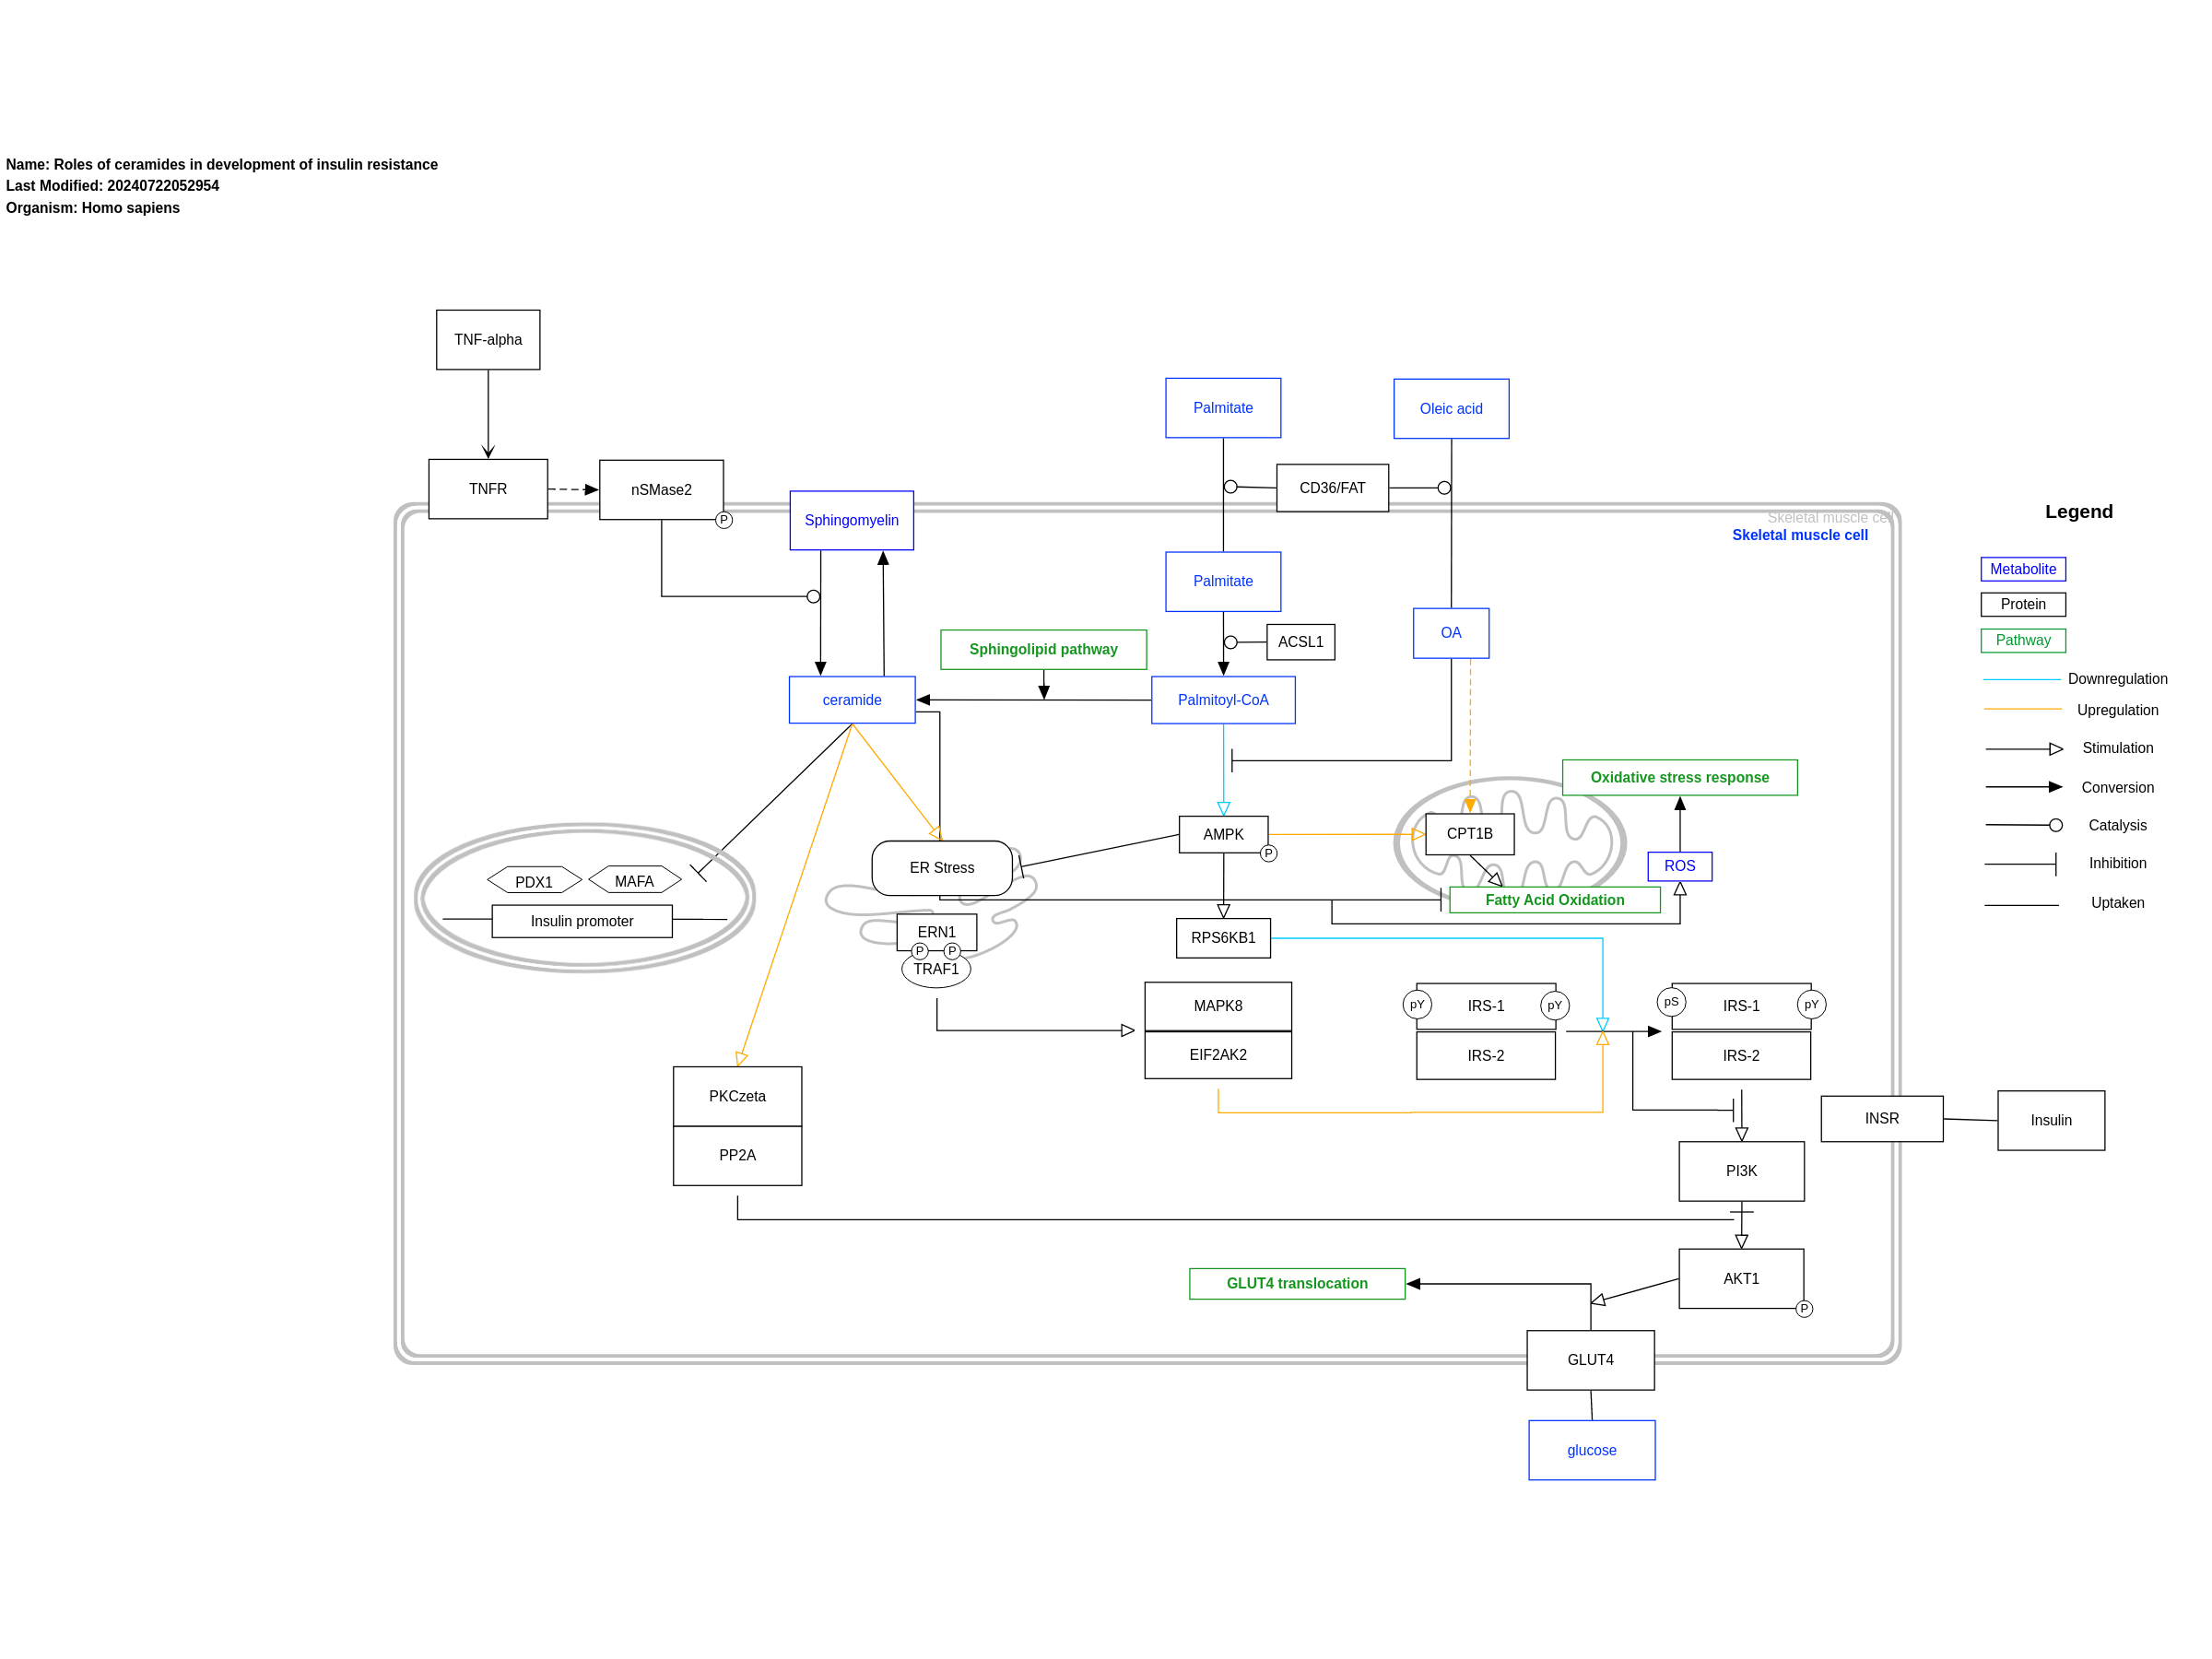 Name: Roles of ceramides in development of insulin resistance
Last Modified: 20240722052954
Organism: Homo sapiens
TNF-alpha
Palmitate
Oleic acid
TNFR
nSMase2
P
CD36/FAT
Sphingomyelin
Skeletal muscle cell
Skeletal muscle cell
Palmitate
OA
ACSL1
Sphingolipid pathway
ceramide
Palmitoyl-CoA
Oxidative stress response
AMPK
P
CPT1B
ER Stress
ROS
PDX1
MAFA
Insulin promoter
Fatty Acid Oxidation
ERN1
P
P
TRAF1
RPS6KB1
MAPK8
EIF2AK2
pY
IRS-1
pY
IRS-2
pS
IRS-1
pY
IRS-2
PKCzeta
PP2A
INSR
Insulin
PI3K
AKT1
P
GLUT4 translocation
GLUT4
glucose
Legend
Metabolite
Protein
Pathway
Downregulation
Upregulation
Stimulation
Conversion
Catalysis
Inhibition
Uptaken